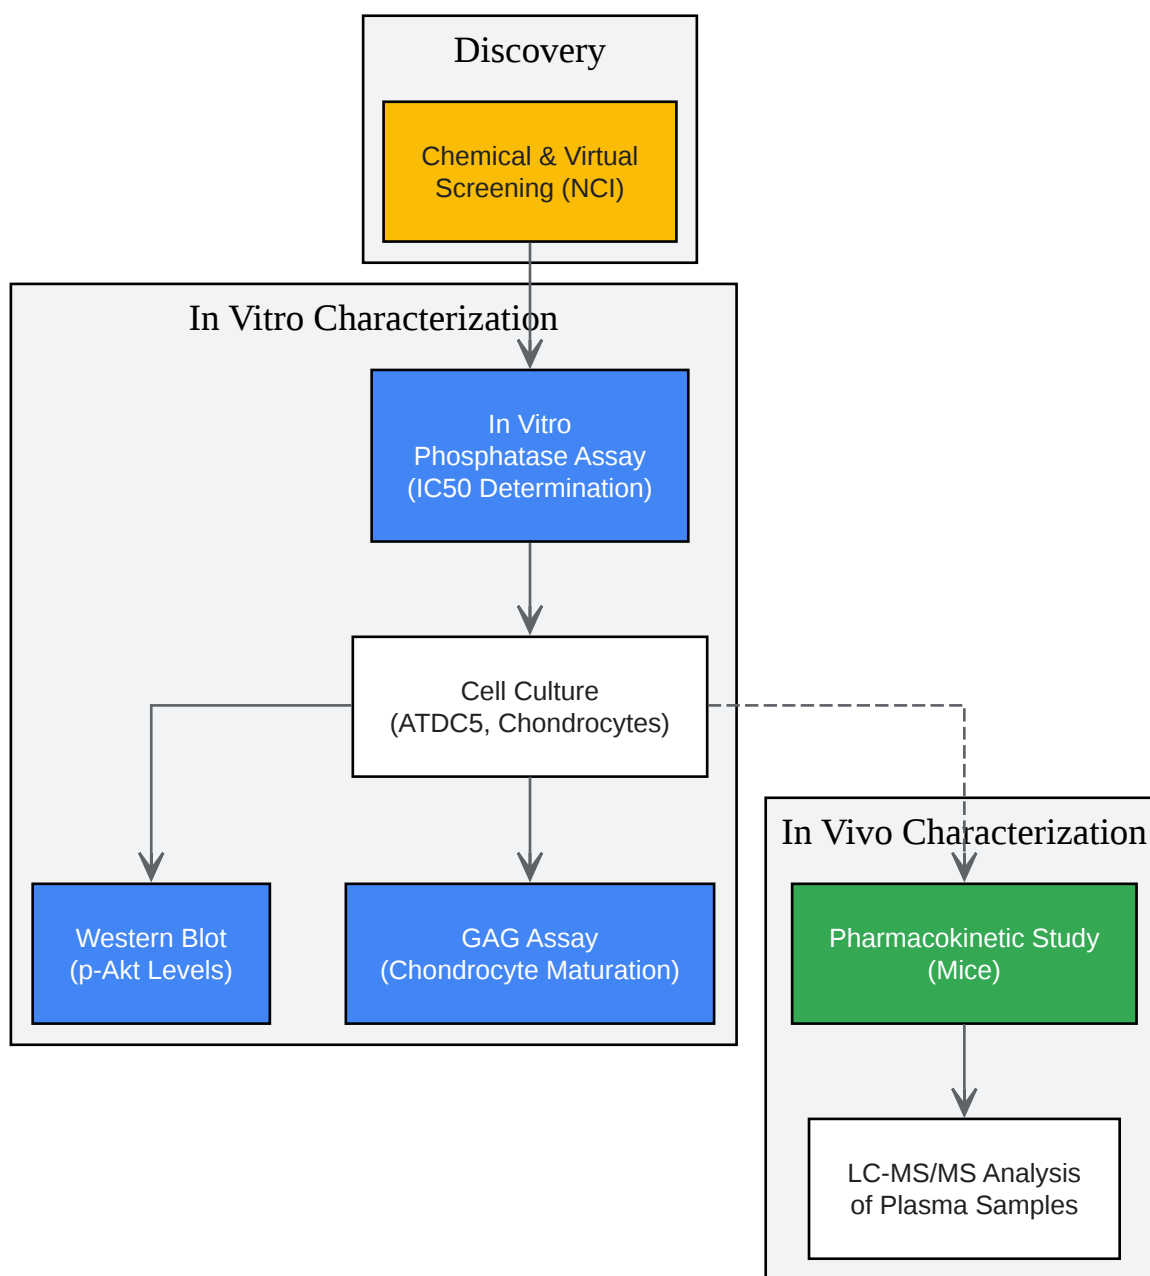 Discovery
Chemical & Virtual
Screening (NCI)
In Vitro Characterization
In Vitro
Phosphatase Assay
(IC50 Determination)
Cell Culture
(ATDC5, Chondrocytes)
In Vivo Characterization
Western Blot
(p-Akt Levels)
GAG Assay
(Chondrocyte Maturation)
Pharmacokinetic Study
(Mice)
LC-MS/MS Analysis
of Plasma Samples